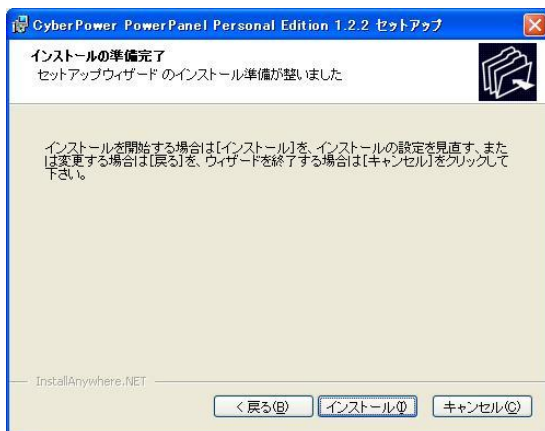 CyberPower PowerPanel Personal Edition 1.2.2 セットアップ
インストールの準備完了
セットアップウィザード のインストール準備が整いました
インストールを開始する場合は[インストール]を、インストールの設定を見直す、また
は変更する場合は[戻る]を、ウィザードを終了する場合は[キャンセル]をクリックして
下さい。
InstallAnywhere.NET
< 戻る(B) インストール(I) キャンセル(C)